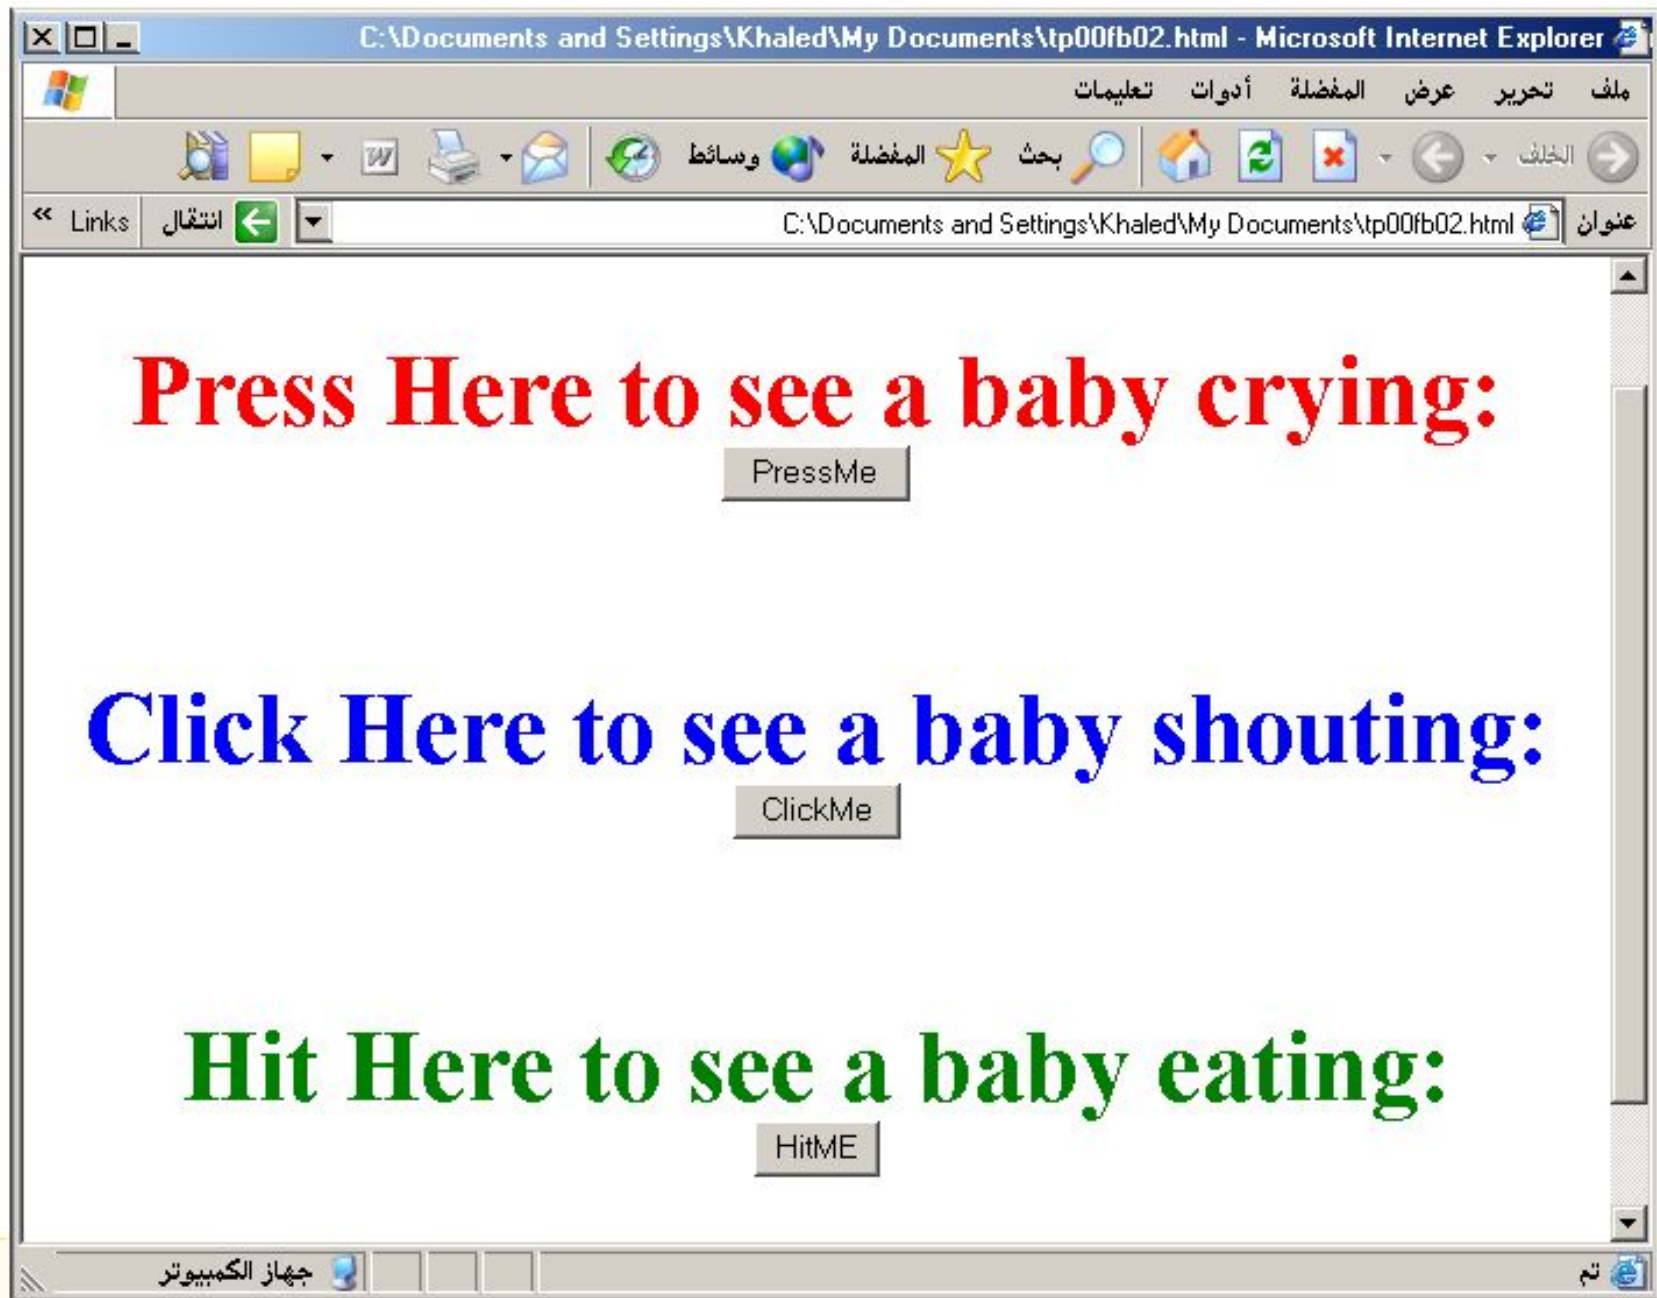 C:\Documents and Settings\Khaled\My Documents\tp00fb02.html - Microsoft Internet Explorer
ملف تحرير عرض المفضلة أدوات تعليمات
الخلف بحث المفضلة وسائط
عنوان C:\Documents and Settings\Khaled\My Documents\tp00fb02.html انتقال Links »
Press Here to see a baby crying:
PressMe
Click Here to see a baby shouting:
ClickMe
Hit Here to see a baby eating:
HitME
تم جهاز الكمبيوتر